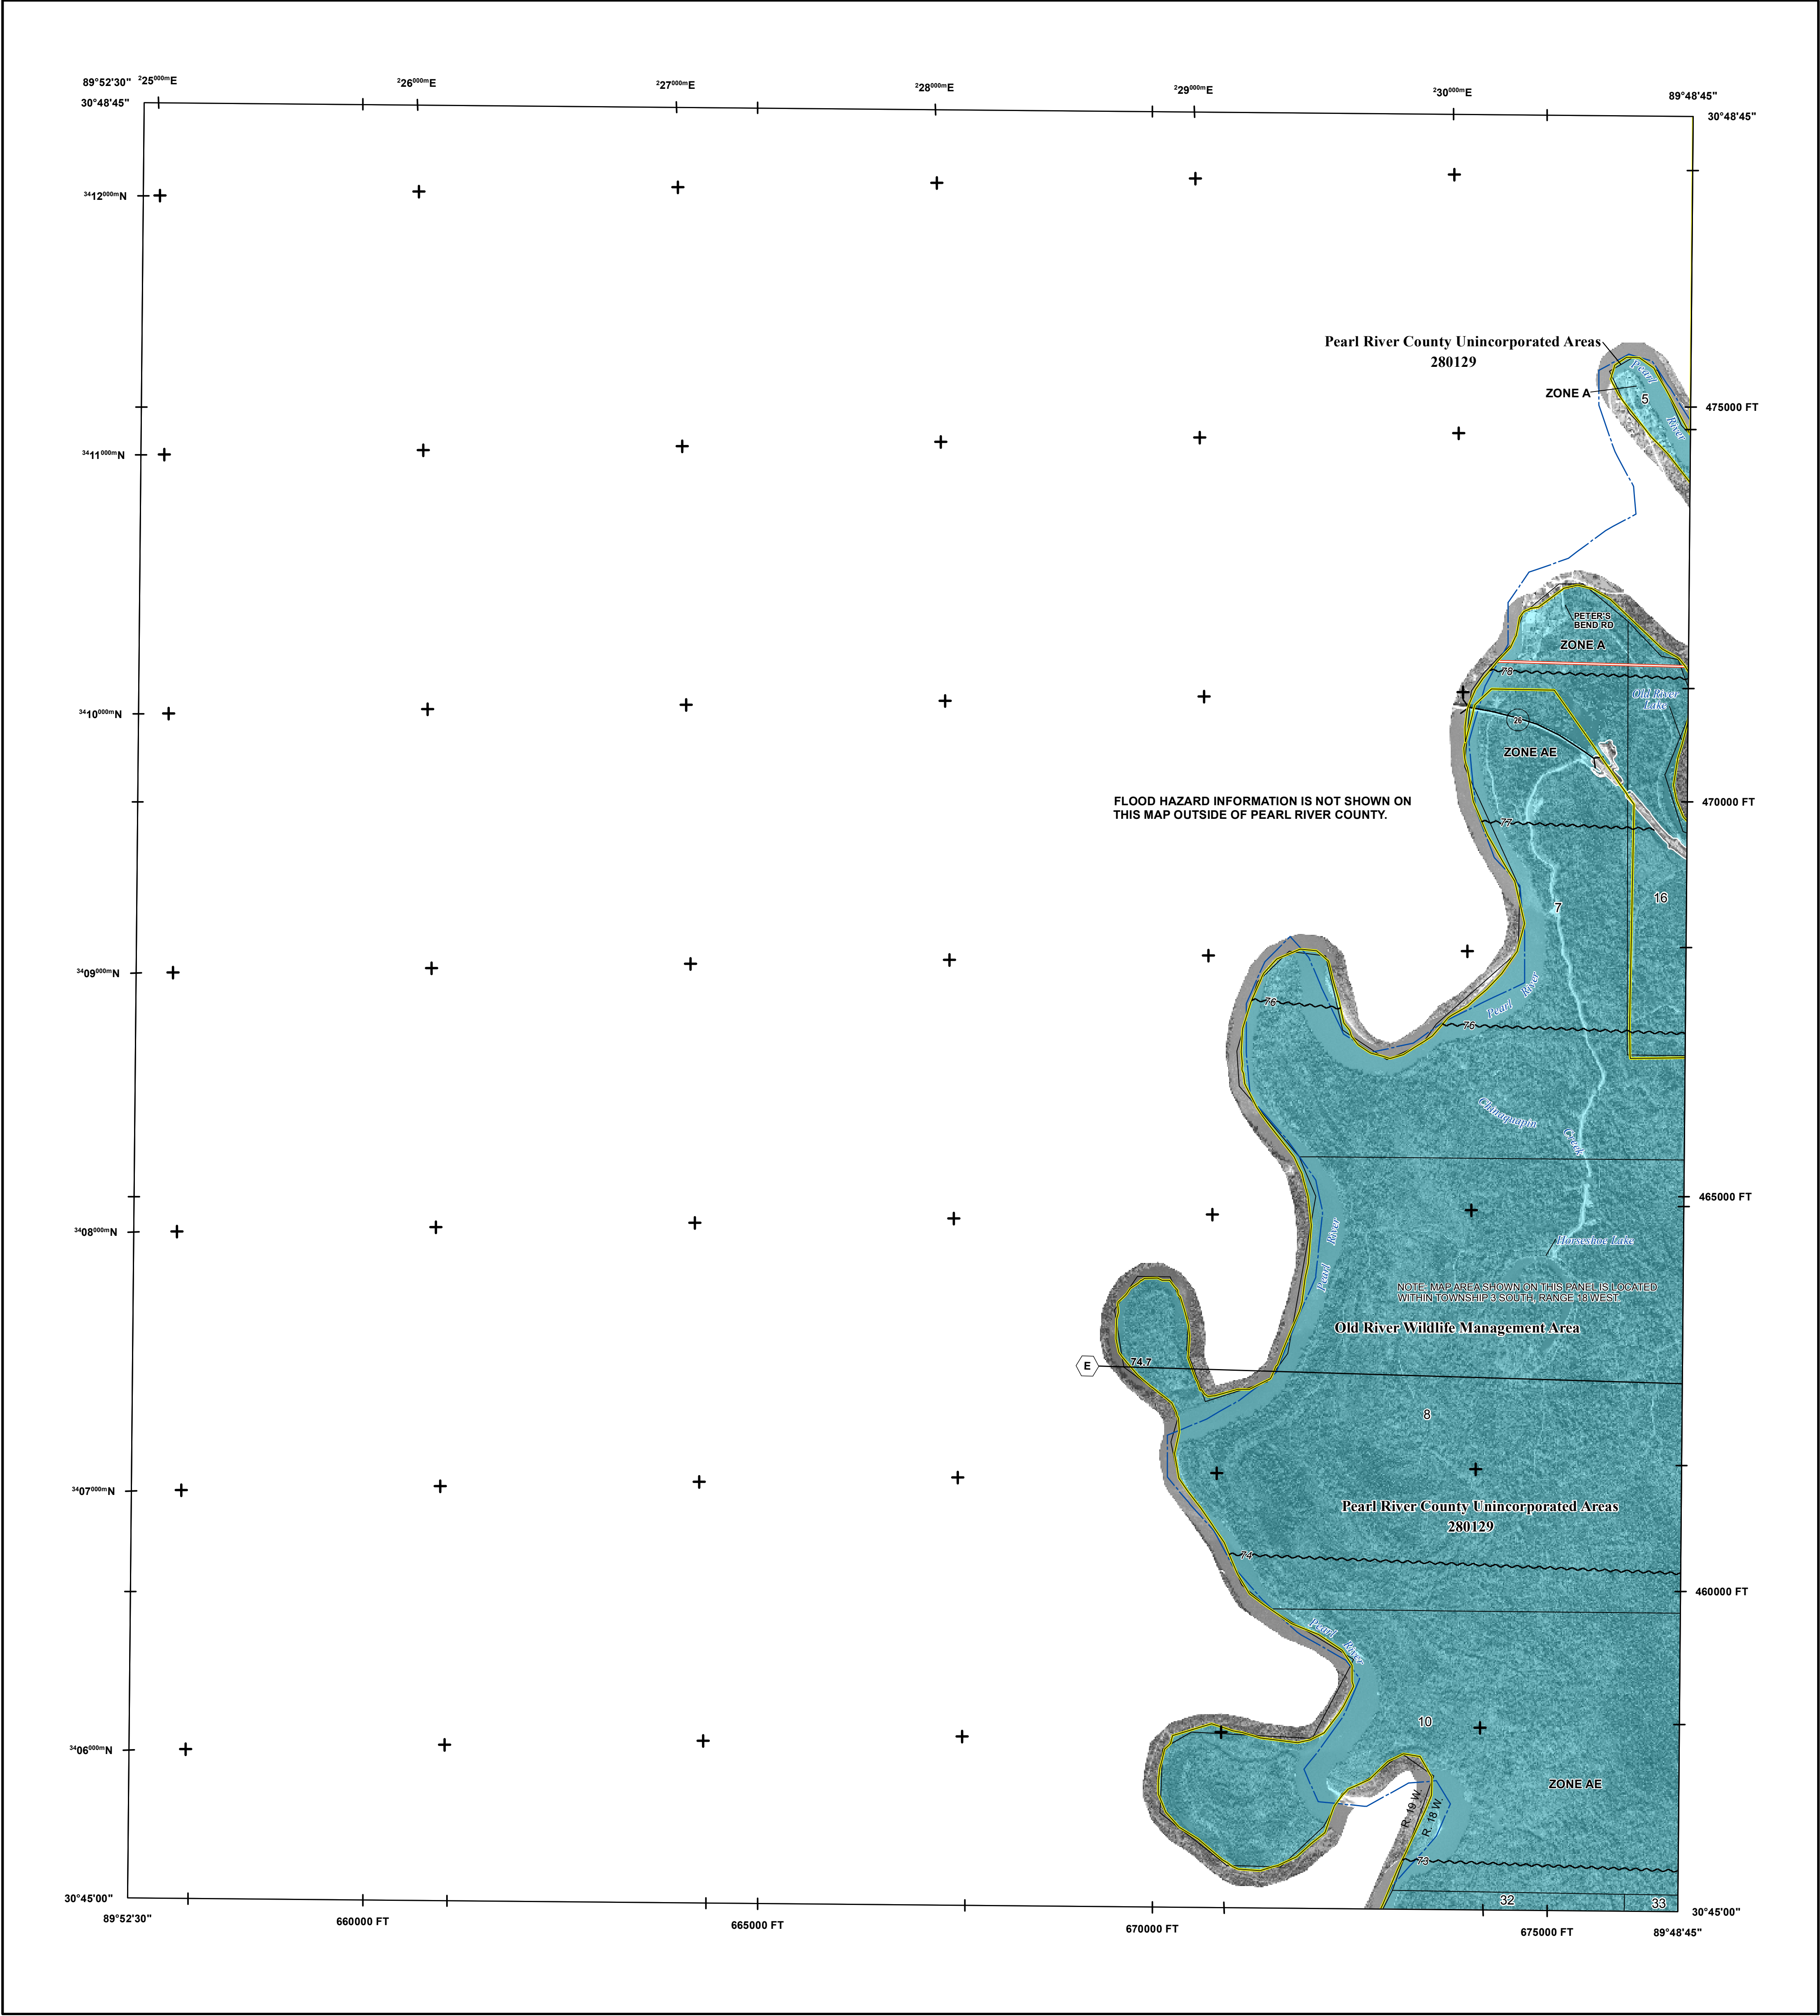 89°52'30" ²25⁰⁰⁰ᵐE
²26⁰⁰⁰ᵐE
²27⁰⁰⁰ᵐE
²28⁰⁰⁰ᵐE
²29⁰⁰⁰ᵐE
²30⁰⁰⁰ᵐE
89°48'45"
30°48'45"
30°48'45"
³⁴12⁰⁰⁰ᵐN
Pearl River County Unincorporated Areas
280129
Pearl
ZONE A
5
475000 FT
River
³⁴11⁰⁰⁰ᵐN
PETER'S
BEND RD
ZONE A
78
Old River
Lake
³⁴10⁰⁰⁰ᵐN
26
ZONE AE
FLOOD HAZARD INFORMATION IS NOT SHOWN ON
THIS MAP OUTSIDE OF PEARL RIVER COUNTY.
470000 FT
77
16
7
³⁴09⁰⁰⁰ᵐN
76
Pearl River
76
Chinquapin Creek
465000 FT
³⁴08⁰⁰⁰ᵐN
Pearl River
Horseshoe Lake
NOTE: MAP AREA SHOWN ON THIS PANEL IS LOCATED
WITHIN TOWNSHIP 3 SOUTH, RANGE 18 WEST.
Old River Wildlife Management Area
E
74.7
8
³⁴07⁰⁰⁰ᵐN
Pearl River County Unincorporated Areas
280129
74
460000 FT
Pearl River
10
³⁴06⁰⁰⁰ᵐN
ZONE AE
R. 19 W.
R. 18 W.
73
30°45'00"
32
33
30°45'00"
89°52'30"
660000 FT
665000 FT
670000 FT
675000 FT
89°48'45"